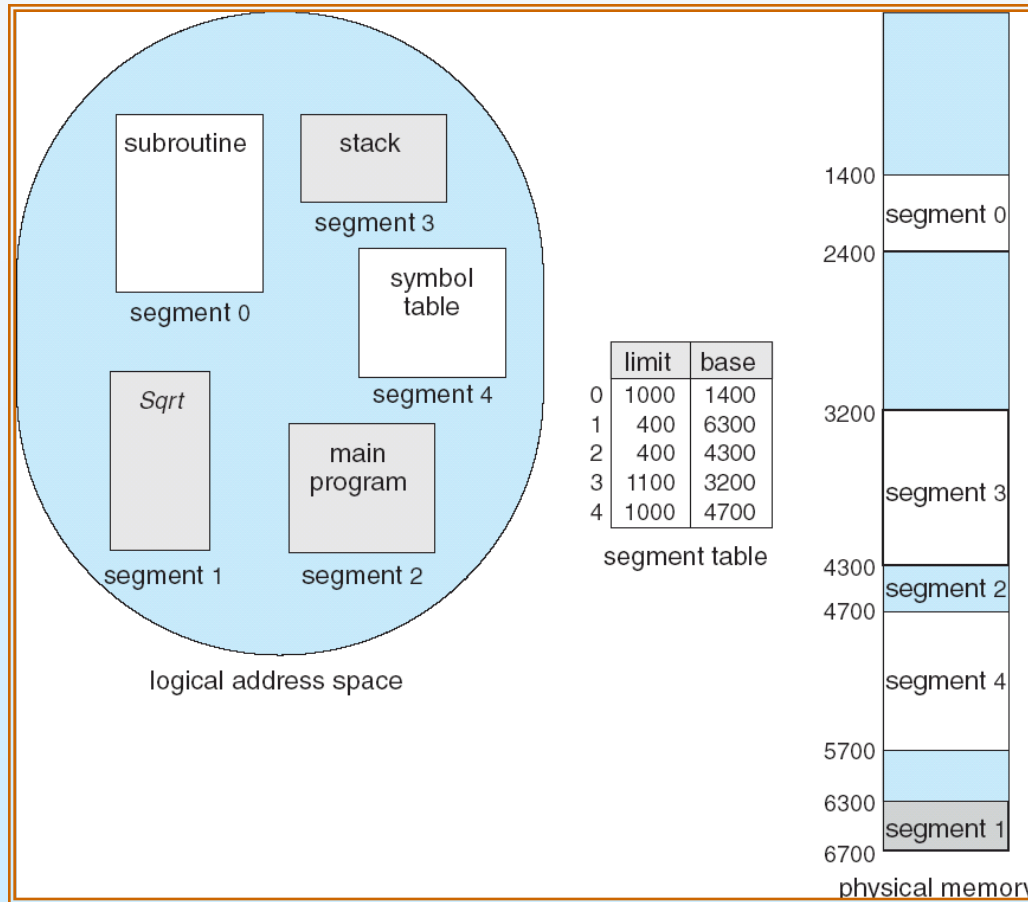 subroutine
segment 0
stack
segment 3
symbol
table
segment 4
Sqrt
segment 1
main
program
segment 2
logical address space
limit base
0 1000 1400
1 400 6300
2 400 4300
3 1100 3200
4 1000 4700
segment table
1400
segment 0
2400
3200
segment 3
4300
segment 2
4700
segment 4
5700
6300
segment 1
6700
physical memory